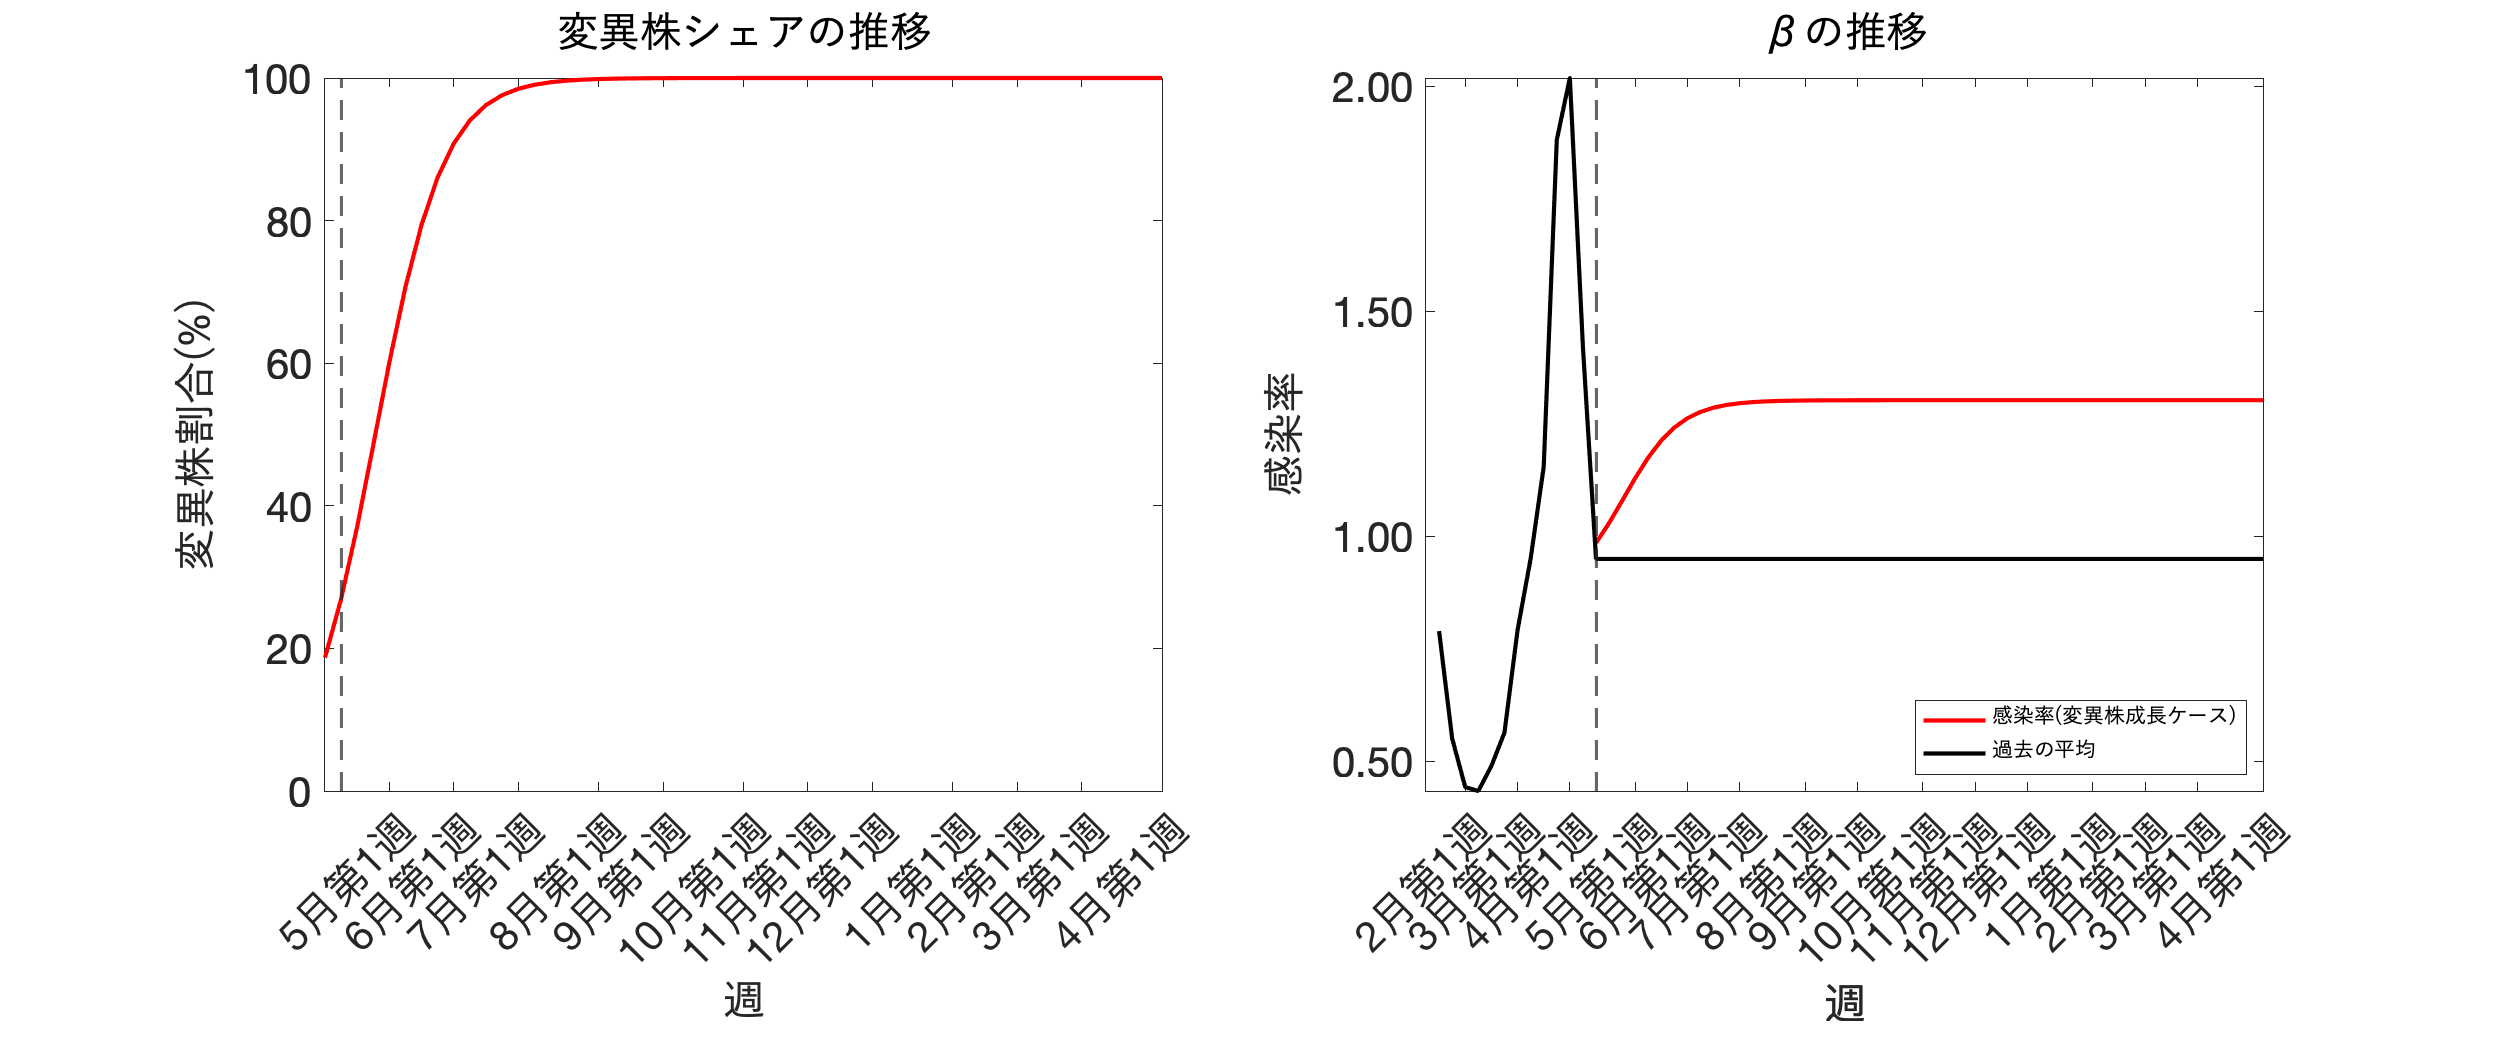 変異株シェアの推移
変異株割合(%)
100
80
60
40
20
0
5月第1週
6月第1週
7月第1週
8月第1週
9月第1週
10月第1週
11月第1週
12月第1週
1月第1週
2月第1週
3月第1週
4月第1週
週
βの推移
感染率
2.00
1.50
1.00
0.50
感染率(変異株成長ケース)
過去の平均
2月第1週
3月第1週
4月第1週
5月第1週
6月第1週
7月第1週
8月第1週
9月第1週
10月第1週
11月第1週
12月第1週
1月第1週
2月第1週
3月第1週
4月第1週
週